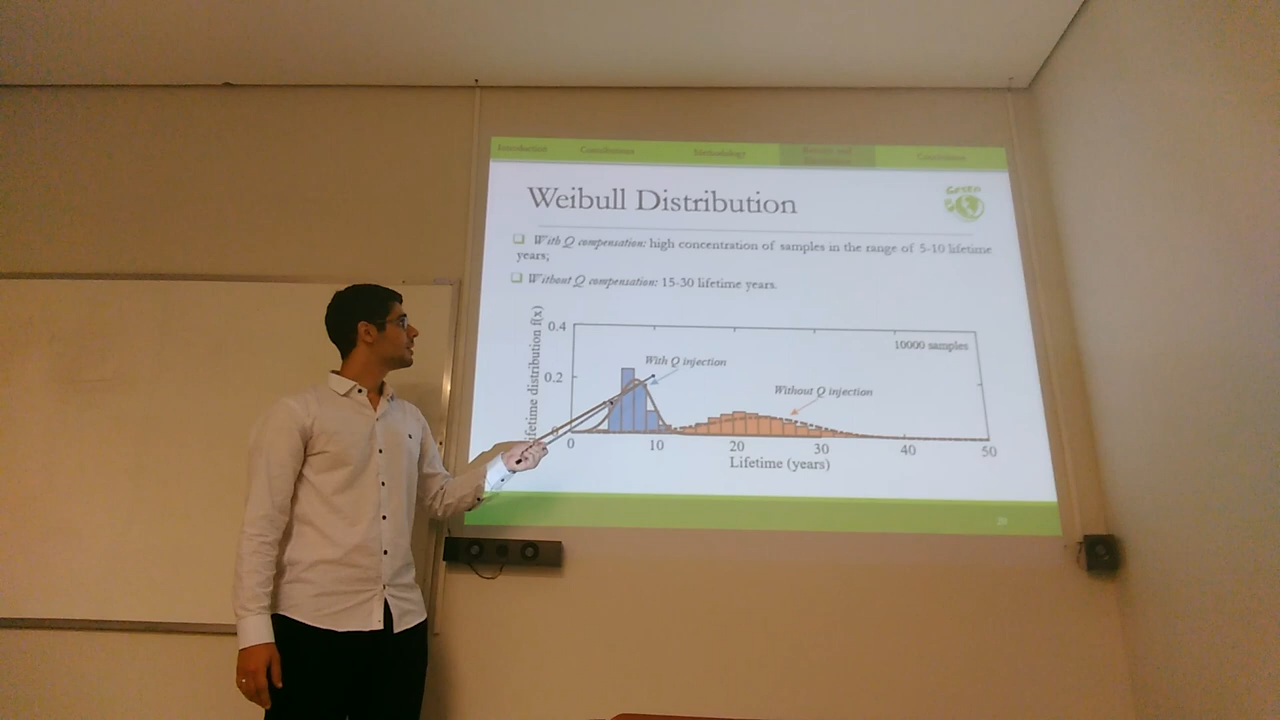 Introduction Contributions Methodology Results and Conclusions
Weibull Distribution
Green
With Q compensation: high concentration of samples in the range of 5-10 lifetime
years;
Without Q compensation: 15-30 lifetime years.
lifetime distribution f(x)
0.4
10000 samples
With Q injection
0.2
Without Q injection
0
0 10 20 30 40 50
Lifetime (years)